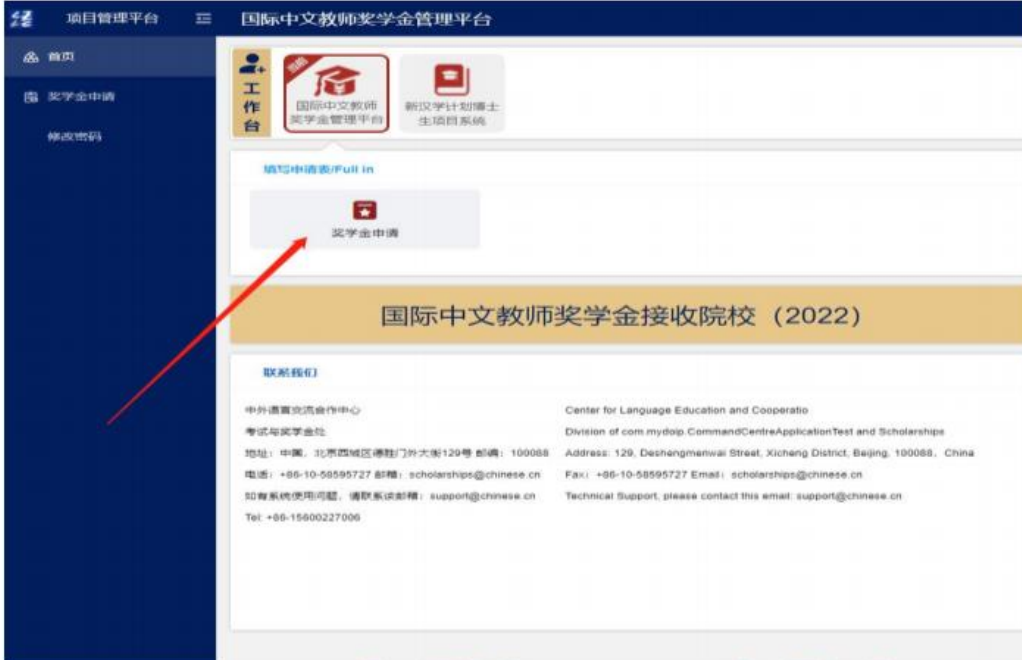 项目管理平台
国际中文教师奖学金管理平台
首页
奖学金申请
修改密码
工作台
当前
国际中文教师
奖学金管理平台
新汉学计划博士
生项目系统
填写申请表/Full in
奖学金申请
国际中文教师奖学金接收院校（2022）
联系我们
中外语言交流合作中心
Center for Language Education and Cooperatio
考试与奖学金处
Division of com.mydoip.CommandCentreApplicationTest and Scholarships
地址：中国，北京西城区德胜门外大街129号 邮编：100088
Address: 129, Deshengmenwai Street, Xicheng District, Beijing, 100088，China
电话：+86-10-58595727 邮箱：scholarships@chinese.cn
Fax：+86-10-58595727 Email：scholarships@chinese.cn
如有系统使用问题，请联系该邮箱：support@chinese.cn
Technical Support, please contact this email: support@chinese.cn
Tel: +86-15600227006